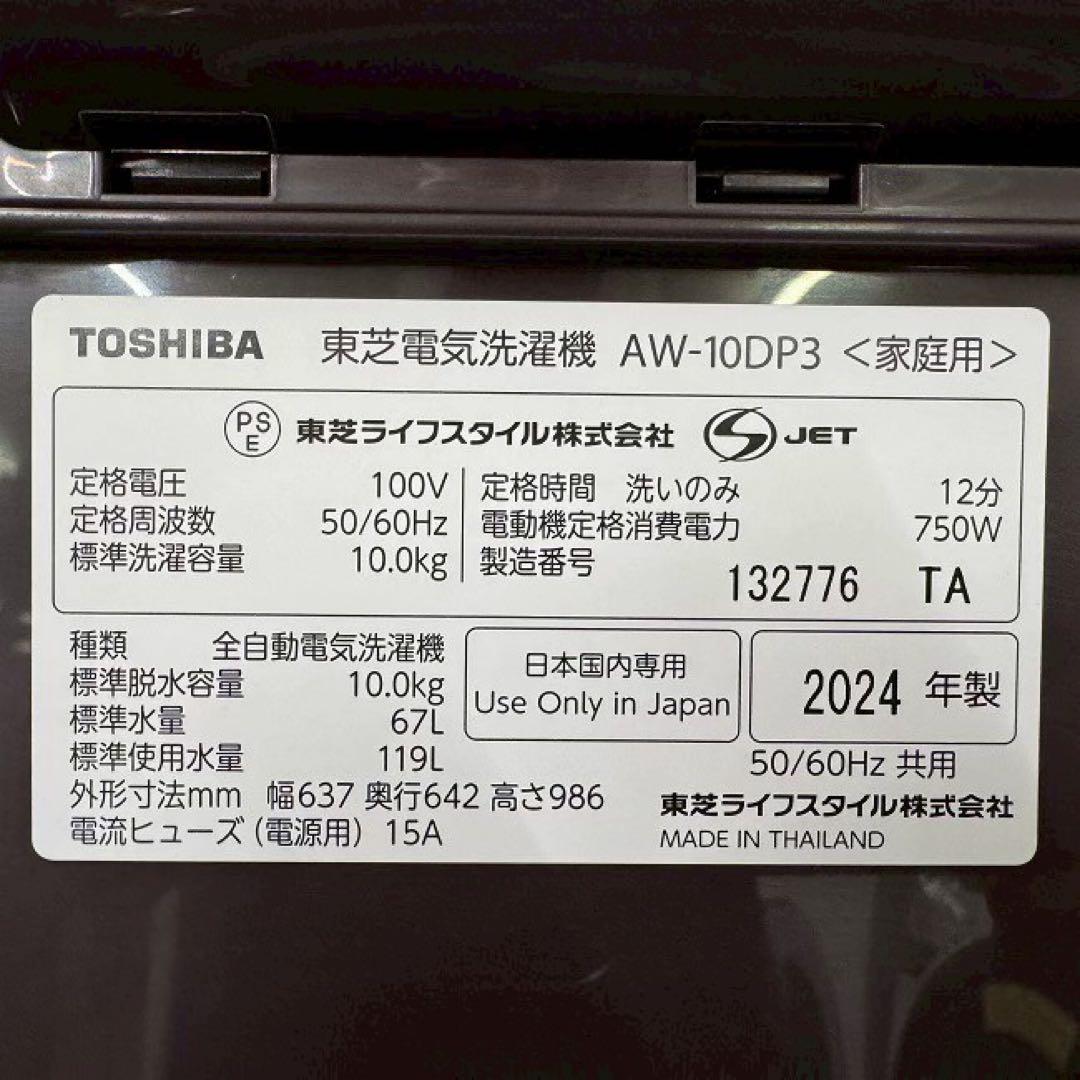 TOSHIBA 東芝電気洗濯機 AW-10DP3 <家庭用>
PSE 東芝ライフスタイル株式会社 JET
定格電圧 100V
定格周波数 50/60Hz
標準洗濯容量 10.0kg
定格時間 洗いのみ 12分
電動機定格消費電力 750W
製造番号 132776 TA
種類 全自動電気洗濯機
標準脱水容量 10.0kg
標準水量 67L
標準使用水量 119L
外形寸法mm 幅637 奥行642 高さ986
電流ヒューズ(電源用) 15A
日本国内専用
Use Only in Japan
2024 年製
50/60Hz 共用
東芝ライフスタイル株式会社
MADE IN THAILAND